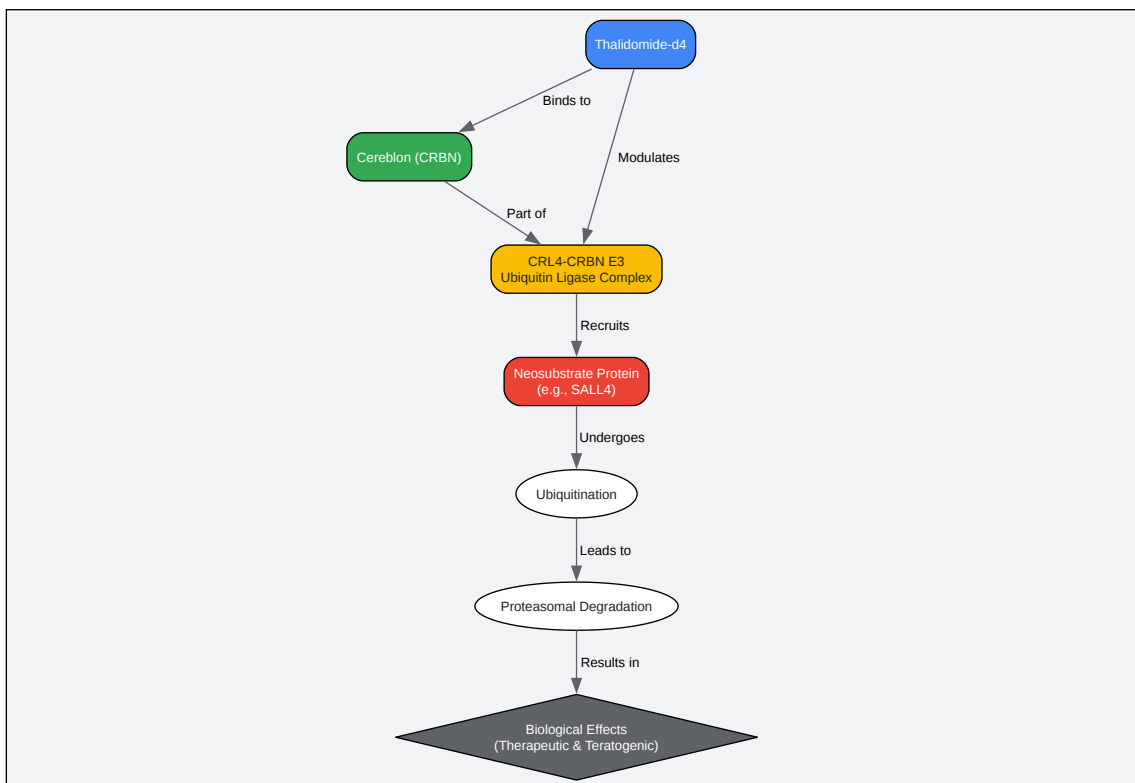 Thalidomide-d4
Binds to
Cereblon (CRBN)
Modulates
Part of
CRL4-CRBN E3
Ubiquitin Ligase Complex
Recruits
Neosubstrate Protein
(e.g., SALL4)
Undergoes
Ubiquitination
Leads to
Proteasomal Degradation
Results in
Biological Effects
(Therapeutic & Teratogenic)